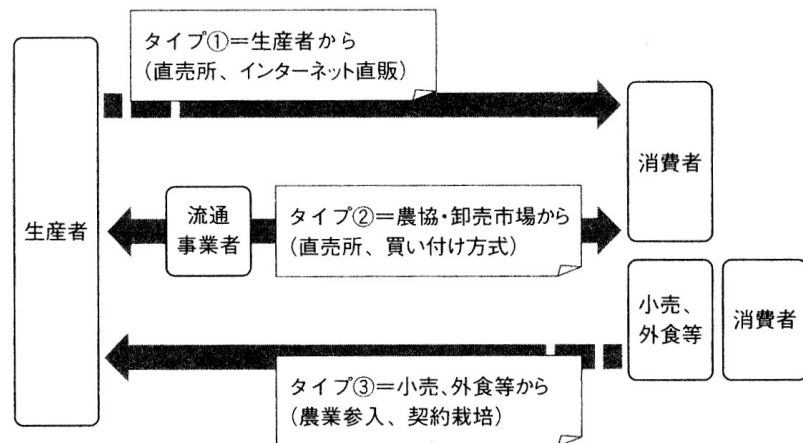 タイプ①=生産者から
(直売所、インターネット直販)
消費者
生産者
流通
事業者
タイプ②=農協・卸売市場から
(直売所、買い付け方式)
小売、
外食等
消費者
タイプ③=小売、外食等から
(農業参入、契約栽培)